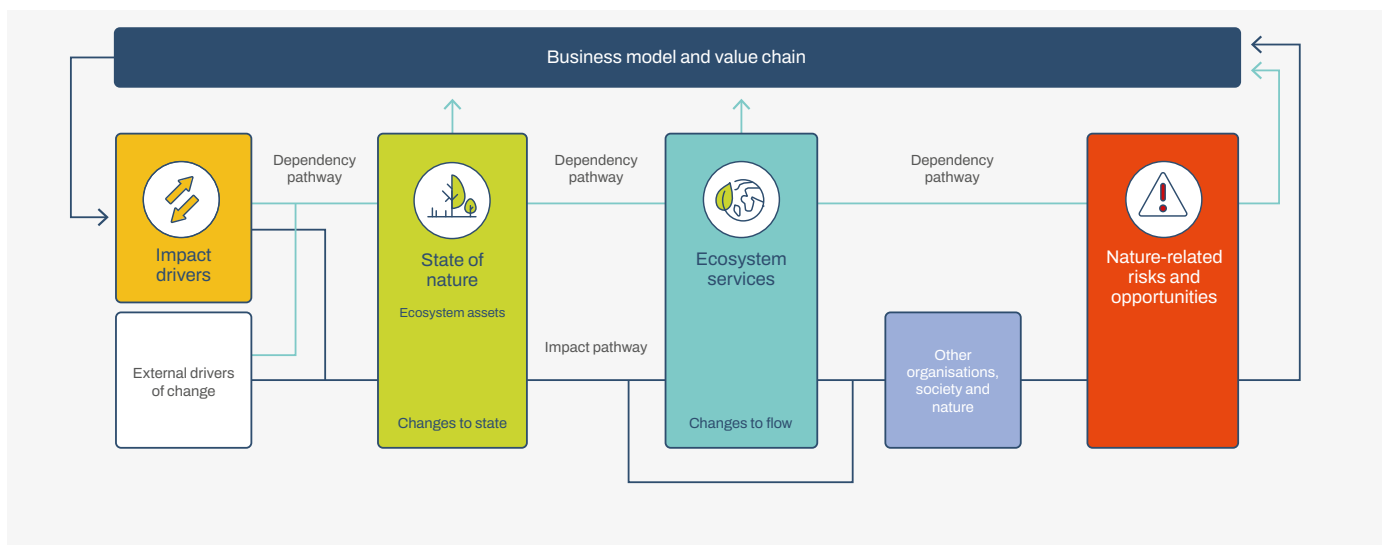 Business model and value chain
Dependency
pathway
Dependency
pathway
Dependency
pathway
Impact
drivers
State of
nature
Ecosystem
services
Nature-related
risks and
opportunities
Ecosystem assets
Impact pathway
External drivers
of change
Other
organisations,
society and
nature
Changes to state
Changes to flow